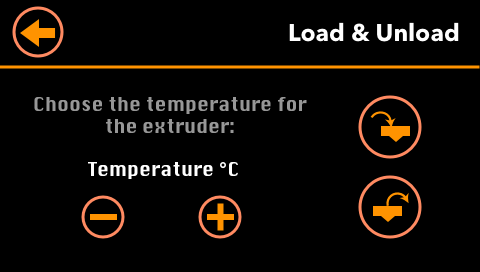 Load & Unload
Choose the temperature for
the extruder:
Temperature °C